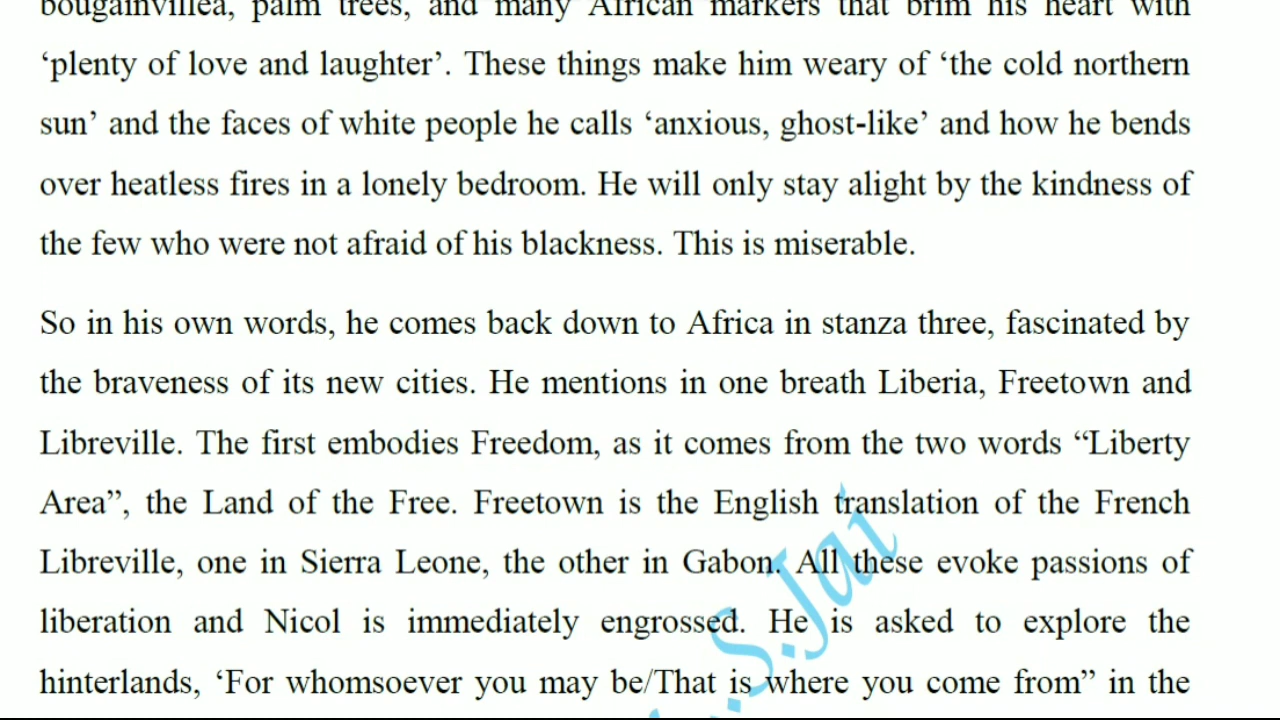 bougainvillea, palm trees, and many African markers that brim his heart with
‘plenty of love and laughter’. These things make him weary of ‘the cold northern
sun’ and the faces of white people he calls ‘anxious, ghost-like’ and how he bends
over heatless fires in a lonely bedroom. He will only stay alight by the kindness of
the few who were not afraid of his blackness. This is miserable.
So in his own words, he comes back down to Africa in stanza three, fascinated by
the braveness of its new cities. He mentions in one breath Liberia, Freetown and
Libreville. The first embodies Freedom, as it comes from the two words “Liberty
Area”, the Land of the Free. Freetown is the English translation of the French
Libreville, one in Sierra Leone, the other in Gabon. All these evoke passions of
liberation and Nicol is immediately engrossed. He is asked to explore the
hinterlands, ‘For whomsoever you may be/That is where you come from” in the
.S.Jai